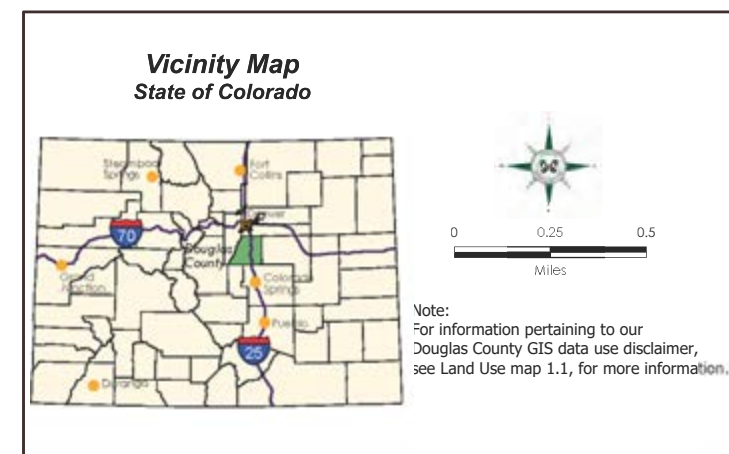 Vicinity Map
State of Colorado
Steamboat
Springs
Fort
Collins
Denver
70
Douglas
County
Grand
Junction
Colorado
Springs
Pueblo
25
Durango
0 0.25 0.5
Miles
Note:
For information pertaining to our
Douglas County GIS data use disclaimer,
see Land Use map 1.1, for more information.